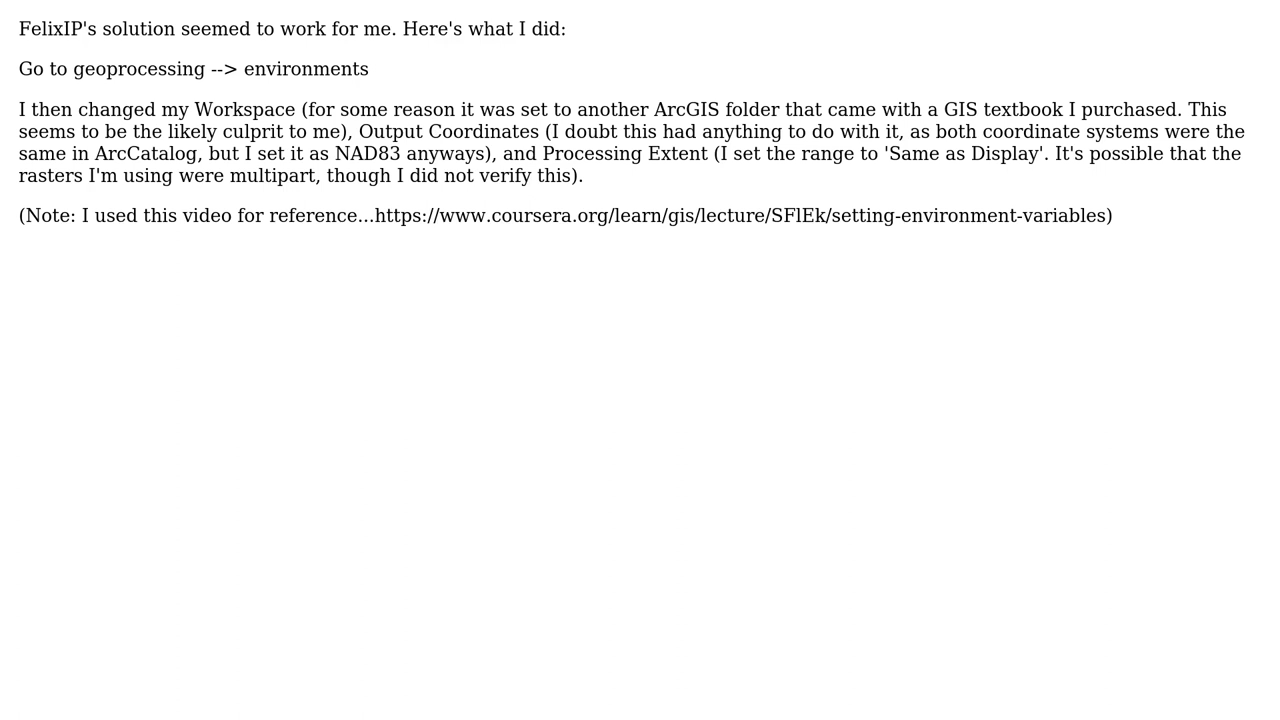 FelixIP's solution seemed to work for me. Here's what I did:
Go to geoprocessing --> environments
I then changed my Workspace (for some reason it was set to another ArcGIS folder that came with a GIS textbook I purchased. This
seems to be the likely culprit to me), Output Coordinates (I doubt this had anything to do with it, as both coordinate systems were the
same in ArcCatalog, but I set it as NAD83 anyways), and Processing Extent (I set the range to 'Same as Display'. It's possible that the
rasters I'm using were multipart, though I did not verify this).
(Note: I used this video for reference...https://www.coursera.org/learn/gis/lecture/SFlEk/setting-environment-variables)